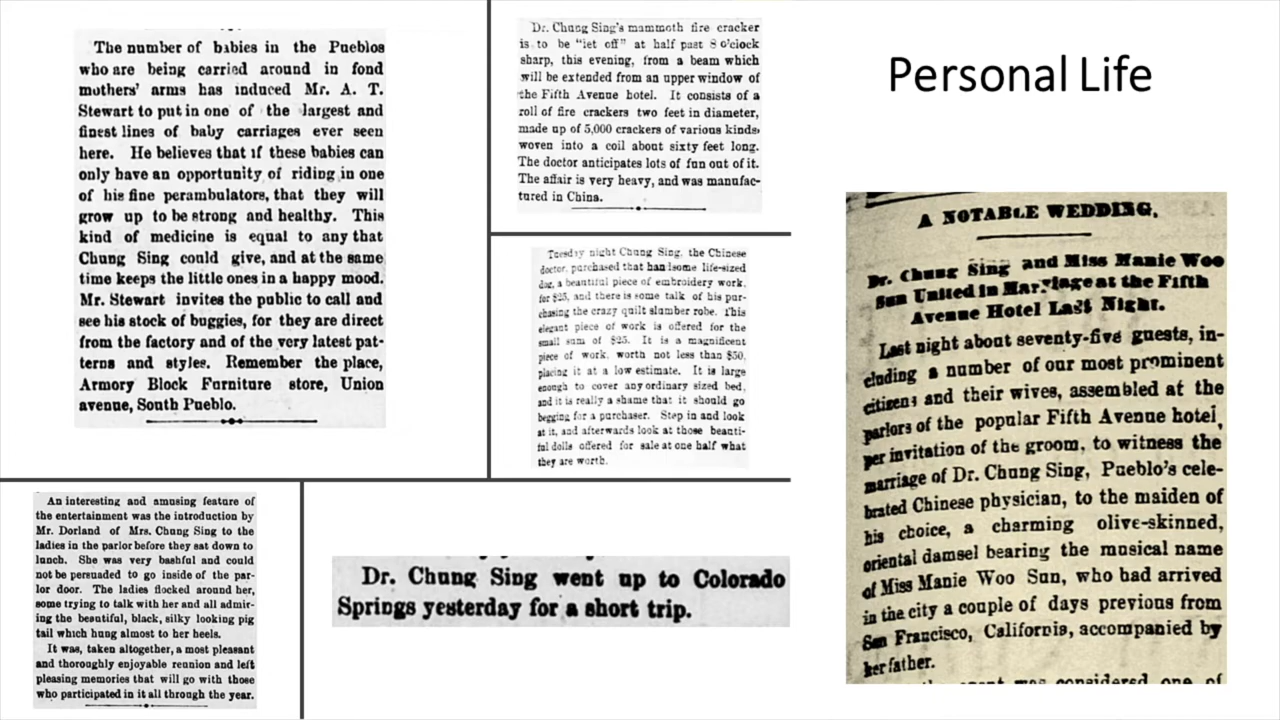 The number of babies in the Pueblos
who are being carried around in fond
mothers' arms has induced Mr. A. T.
Stewart to put in one of the largest and
finest lines of baby carriages ever seen
here. He believes that if these babies can
only have an opportunity of riding in one
of his fine perambulators, that they will
grow up to be strong and healthy. This
kind of medicine is equal to any that
Chung Sing could give, and at the same
time keeps the little ones in a happy mood.
Mr. Stewart invites the public to call and
see his stock of buggies, for they are direct
from the factory and of the very latest pat-
terns and styles. Remember the place,
Armory Block Furniture store, Union
avenue, South Pueblo.
Dr. Chung Sing's mammoth fire cracker
is to be "let off" at half past 8 o'clock
sharp, this evening, from a beam which
will be extended from an upper window of
the Fifth Avenue hotel. It consists of a
roll of fire crackers two feet in diameter,
made up of 5,000 crackers of various kinds,
woven into a coil about sixty feet long.
The doctor anticipates lots of fun out of it.
The affair is very heavy, and was manufac-
tured in China.
Tuesday night Chung Sing, the Chinese
doctor, purchased that handsome life-sized
dog, a beautiful piece of embroidery work,
for $25, and there is some talk of his pur-
chasing the crazy quilt slumber robe. This
elegant piece of work is offered for the
small sum of $25. It is a magnificent
piece of work, worth not less than $50,
placing it at a low estimate. It is large
enough to cover any ordinary sized bed,
and it is really a shame that it should go
begging for a purchaser. Step in and look
at it, and afterwards look at those beauti-
ful dolls offered for sale at one half what
they are worth.
An interesting and amusing feature of
the entertainment was the introduction by
Mr. Dorland of Mrs. Chung Sing to the
ladies in the parlor before they sat down to
lunch. She was very bashful and could
not be persuaded to go inside of the par-
lor door. The ladies flocked around her,
some trying to talk with her and all admir-
ing the beautiful, black, silky looking pig
tail which hung almost to her heels.
It was, taken altogether, a most pleasant
and thoroughly enjoyable reunion and left
pleasing memories that will go with those
who participated in it all through the year.
Dr. Chung Sing went up to Colorado
Springs yesterday for a short trip.
Personal Life
A NOTABLE WEDDING.
Dr. Chung Sing and Miss Manie Woo
Sun United in Marriage at the Fifth
Avenue Hotel Last Night.
Last night about seventy-five guests, in-
cluding a number of our most prominent
citizens and their wives, assembled at the
parlors of the popular Fifth Avenue hotel,
per invitation of the groom, to witness the
marriage of Dr. Chung Sing, Pueblo's cele-
brated Chinese physician, to the maiden of
his choice, a charming olive-skinned,
oriental damsel bearing the musical name
of Miss Manie Woo Sun, who had arrived
in the city a couple of days previous from
San Francisco, California, accompanied by
her father.